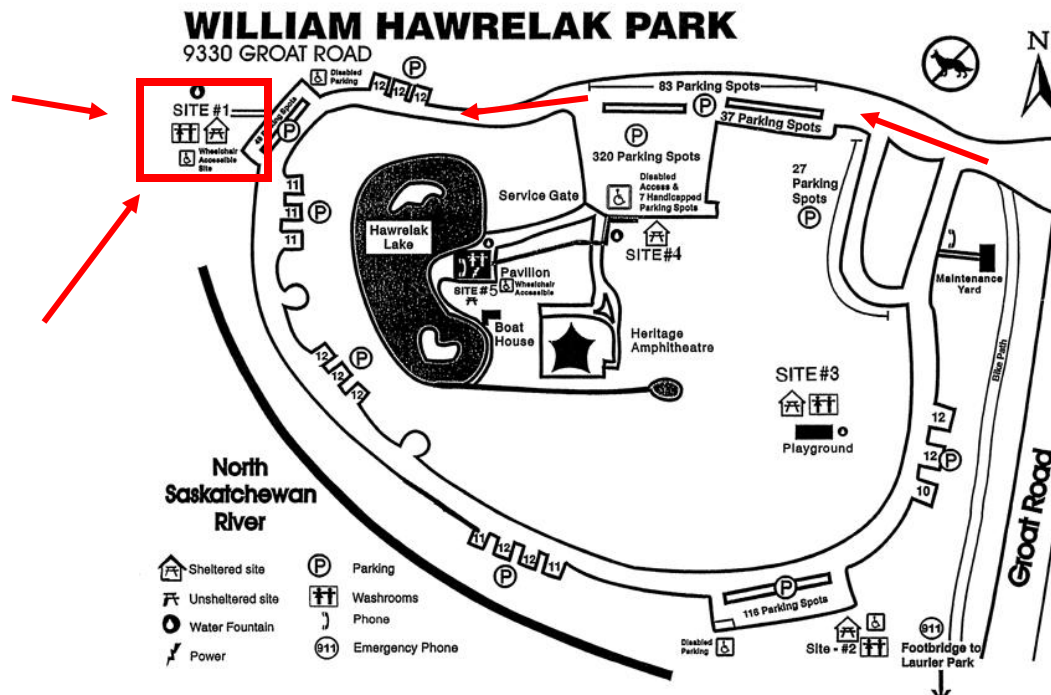 WILLIAM HAWRELAK PARK
9330 GROAT ROAD
N
Disabled
Parking
P
12
12
12
83 Parking Spots
P
37 Parking Spots
SITE #1
48 Parking Spots
P
Wheelchair
Accessible
Site
P
320 Parking Spots
Disabled
Access &
7 Handicapped
Parking Spots
27
Parking
Spots
P
11
11
11
P
Service Gate
Hawrelak
Lake
SITE#4
Pavilion
Wheelchair
Accessible
SITE #5
Maintenance
Yard
Boat
House
Heritage
Amphitheatre
Bike Path
12
12
12
P
SITE#3
Playground
12
12
10
P
Groat Road
North
Saskatchewan
River
11
12
12
11
P
P
116 Parking Spots
Disabled
Parking
Site - #2
911
Footbridge to
Laurier Park
Sheltered site
Unsheltered site
Water Fountain
Power
P
Parking
Washrooms
Phone
911
Emergency Phone